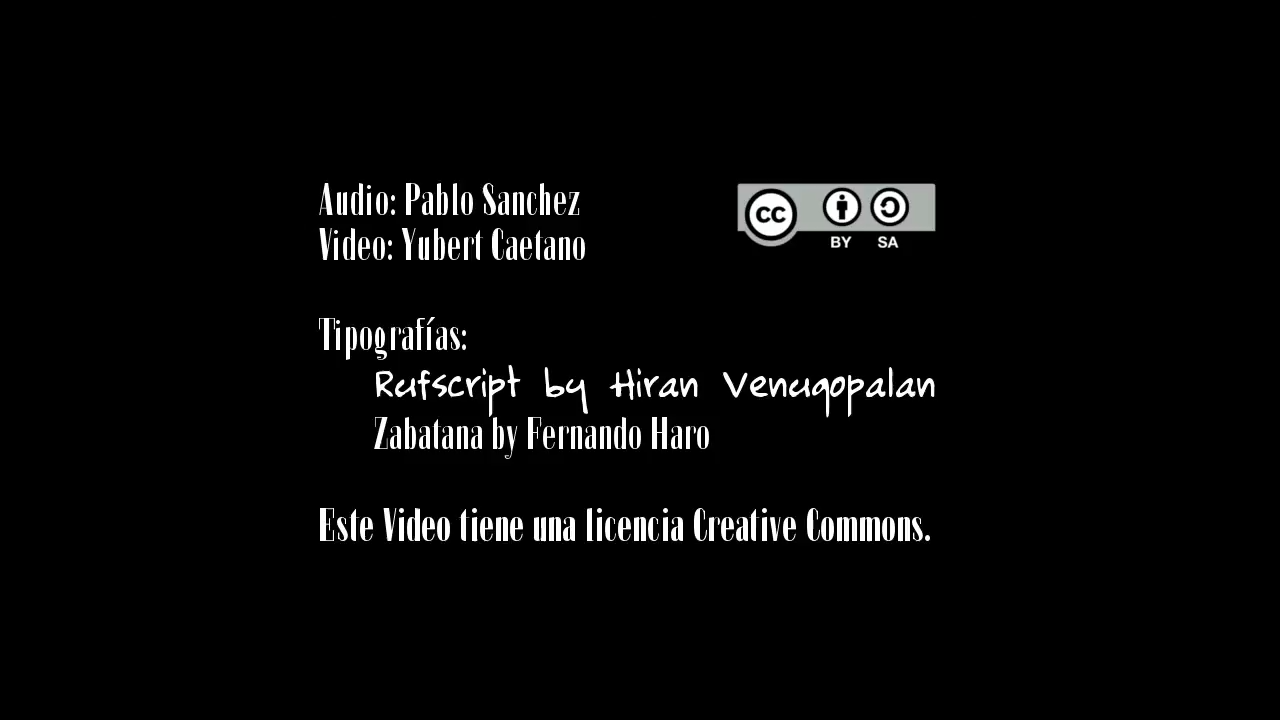 Audio: Pablo Sanchez
Video: Yubert Caetano
CC BY SA
Tipografías:
Rufscript by Hiran Venugopalan
Zabatana by Fernando Haro
Este Video tiene una licencia Creative Commons.